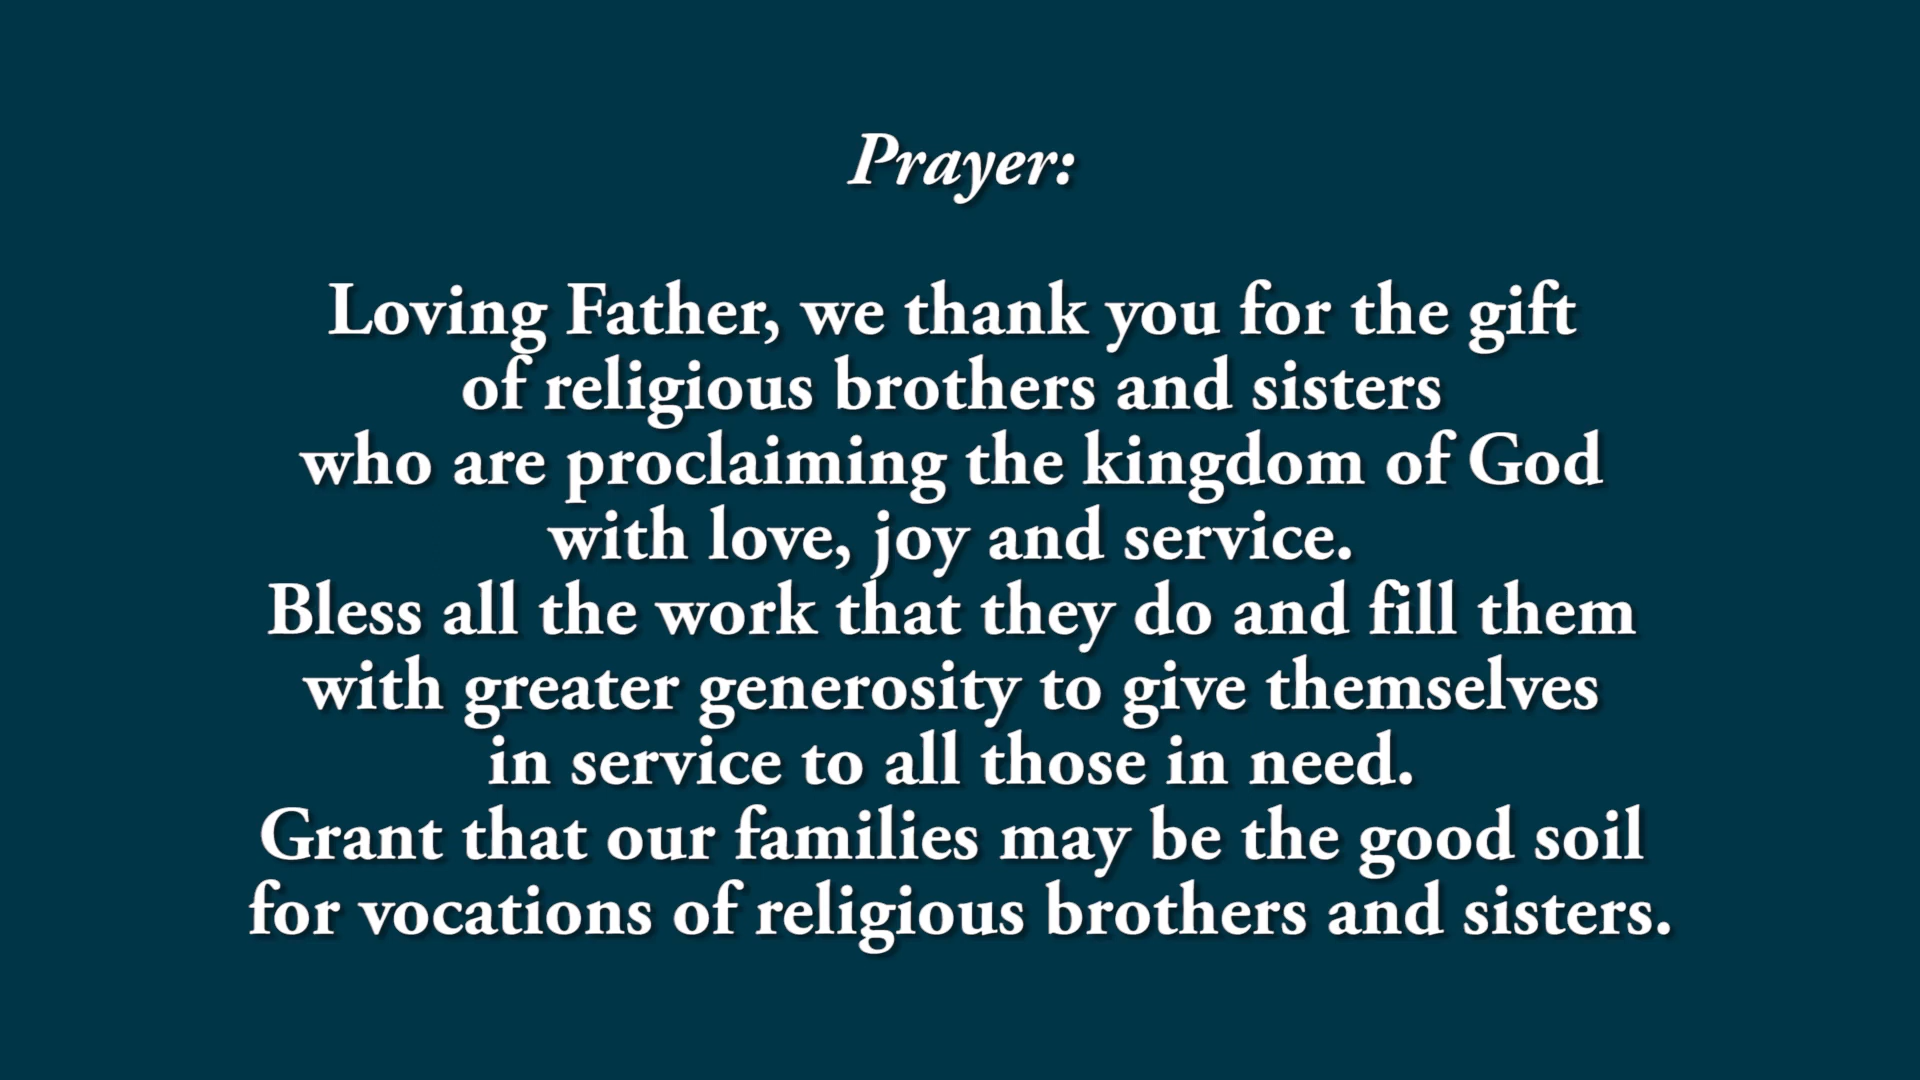 Prayer:
Loving Father, we thank you for the gift
of religious brothers and sisters
who are proclaiming the kingdom of God
with love, joy and service.
Bless all the work that they do and fill them
with greater generosity to give themselves
in service to all those in need.
Grant that our families may be the good soil
for vocations of religious brothers and sisters.